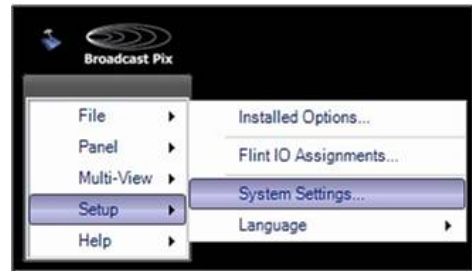 Broadcast Pix
File
Panel
Multi-View
Setup
Help
Installed Options...
Flint IO Assignments...
System Settings...
Language